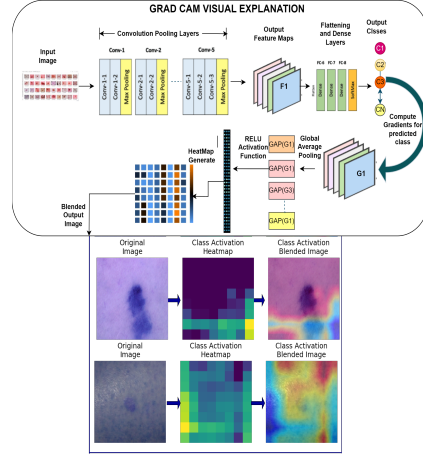 GRAD CAM VISUAL EXPLANATION
Input
Image
Convolution Pooling Layers
Conv-1
Conv-2
Conv-5
Conv-1-1
Conv-1-2
Max Pooling
Conv-2-1
Conv-2-2
Max Pooling
Conv-5-1
Conv-5-2
Conv-5-3
Max Pooling
Output
Feature Maps
F1
Flattening
and Dense
Layers
FC-6
FC-7
FC-8
Dense
Dense
Dense
SoftMax
Output
Clsses
C1
C2
C3
CN
Compute
Gradients for
predicted
class
G1
Global
Average
Pooling
GAP(G1)
GAP(G1)
GAP(G3)
GAP(G1)
RELU
Activation
Function
HeatMap
Generate
Blended
Output
Image
Original
Image
Class Activation
Heatmap
Class Activation
Blended Image
Original
Image
Class Activation
Heatmap
Class Activation
Blended Image